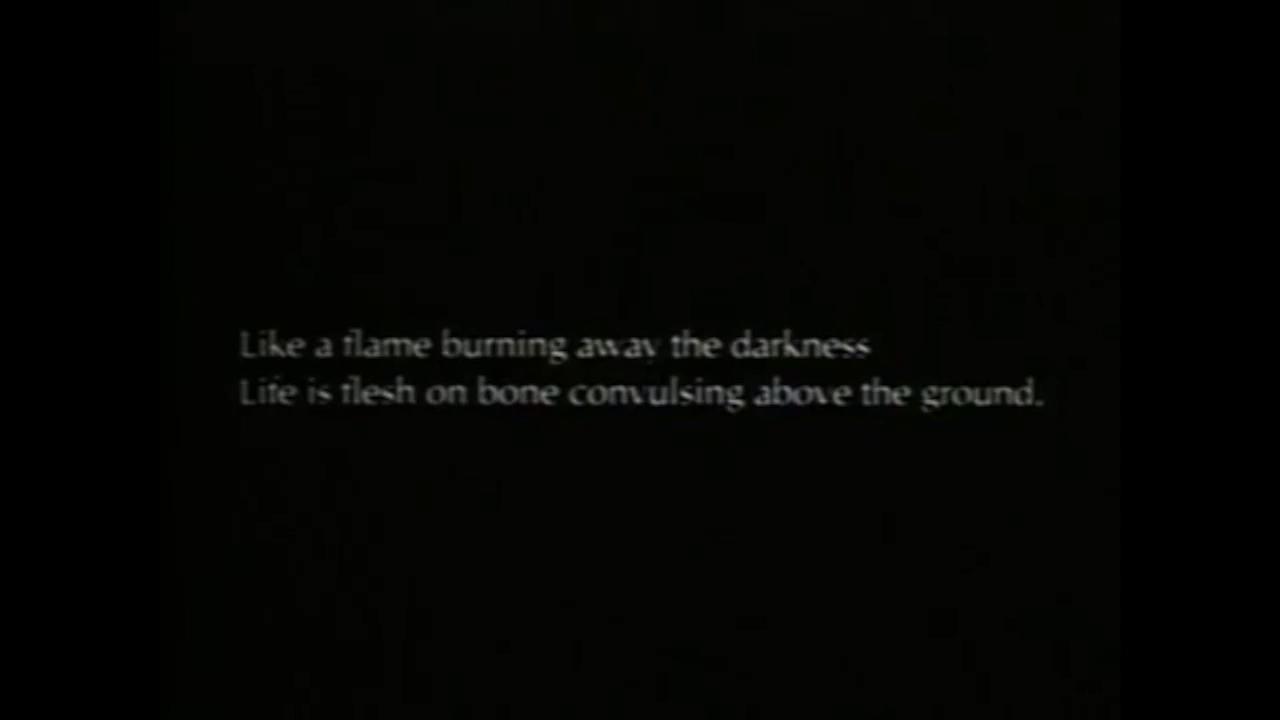 Like a flame burning away the darkness
Life is flesh on bone convulsing above the ground.